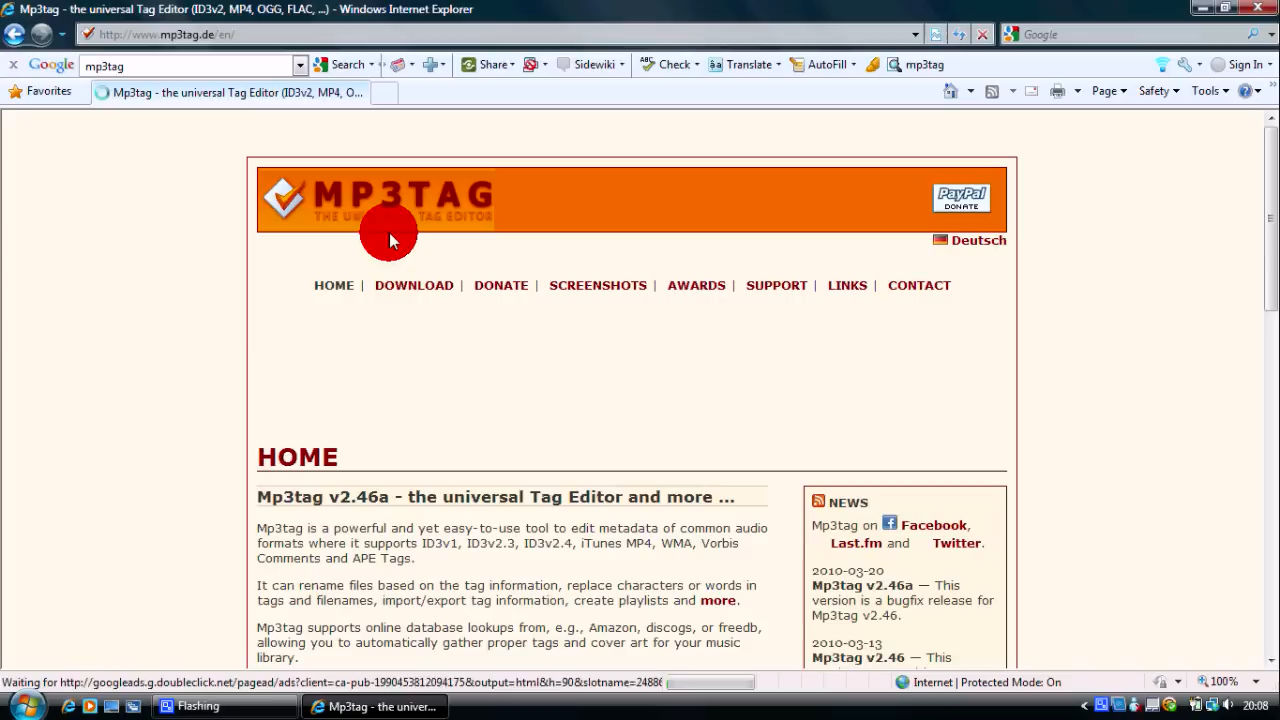 Mp3tag - the universal Tag Editor (ID3v2, MP4, OGG, FLAC, ...) - Windows Internet Explorer
http://www.mp3tag.de/en/
Google
Google mp3tag Search Share Sidewiki Check Translate AutoFill mp3tag Sign In
Favorites Mp3tag - the universal Tag Editor (ID3v2, MP4, O... Page Safety Tools
MP3TAG
THE UNIVERSAL TAG EDITOR
PayPal
DONATE
Deutsch
HOME | DOWNLOAD | DONATE | SCREENSHOTS | AWARDS | SUPPORT | LINKS | CONTACT
HOME
Mp3tag v2.46a - the universal Tag Editor and more ...
Mp3tag is a powerful and yet easy-to-use tool to edit metadata of common audio
formats where it supports ID3v1, ID3v2.3, ID3v2.4, iTunes MP4, WMA, Vorbis
Comments and APE Tags.
It can rename files based on the tag information, replace characters or words in
tags and filenames, import/export tag information, create playlists and more.
Mp3tag supports online database lookups from, e.g., Amazon, discogs, or freedb,
allowing you to automatically gather proper tags and cover art for your music
library.
NEWS
Mp3tag on Facebook,
Last.fm and Twitter.
2010-03-20
Mp3tag v2.46a — This
version is a bugfix release for
Mp3tag v2.46.
2010-03-13
Mp3tag v2.46 — This
Waiting for http://googleads.g.doubleclick.net/pagead/ads?client=ca-pub-1990453812094175&output=html&h=90&slotname=24886
Internet | Protected Mode: On
100%
Flashing
Mp3tag - the univer...
20:08